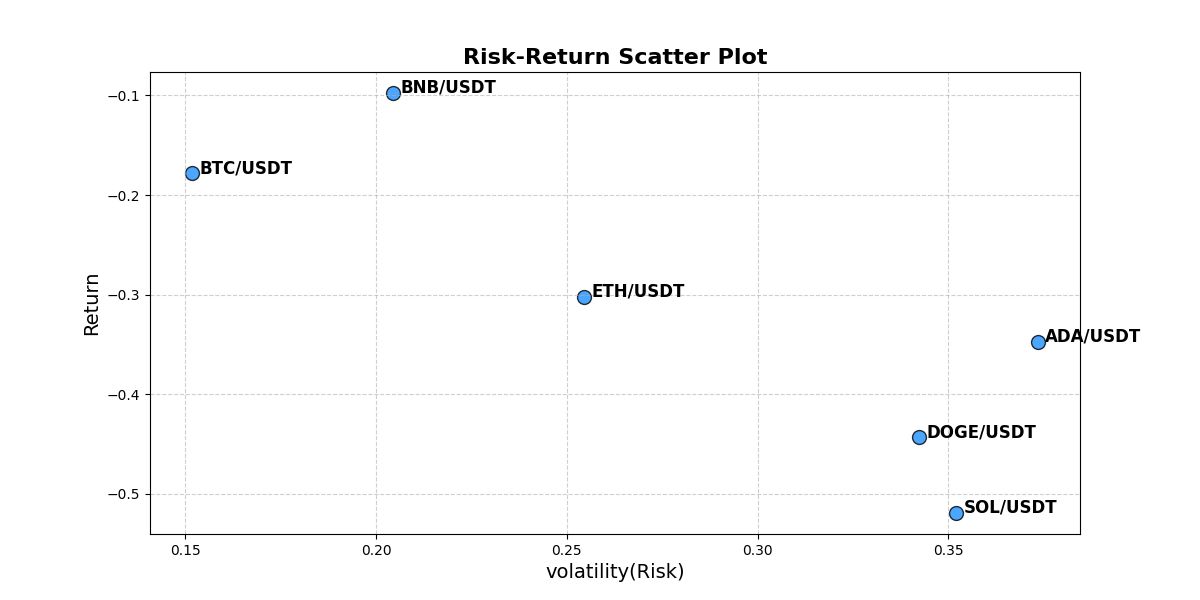 Risk-Return Scatter Plot
−0.1
BNB/USDT
BTC/USDT
−0.2
Return
−0.3
ETH/USDT
ADA/USDT
−0.4
DOGE/USDT
−0.5
SOL/USDT
0.15 0.20 0.25 0.30 0.35
volatility(Risk)